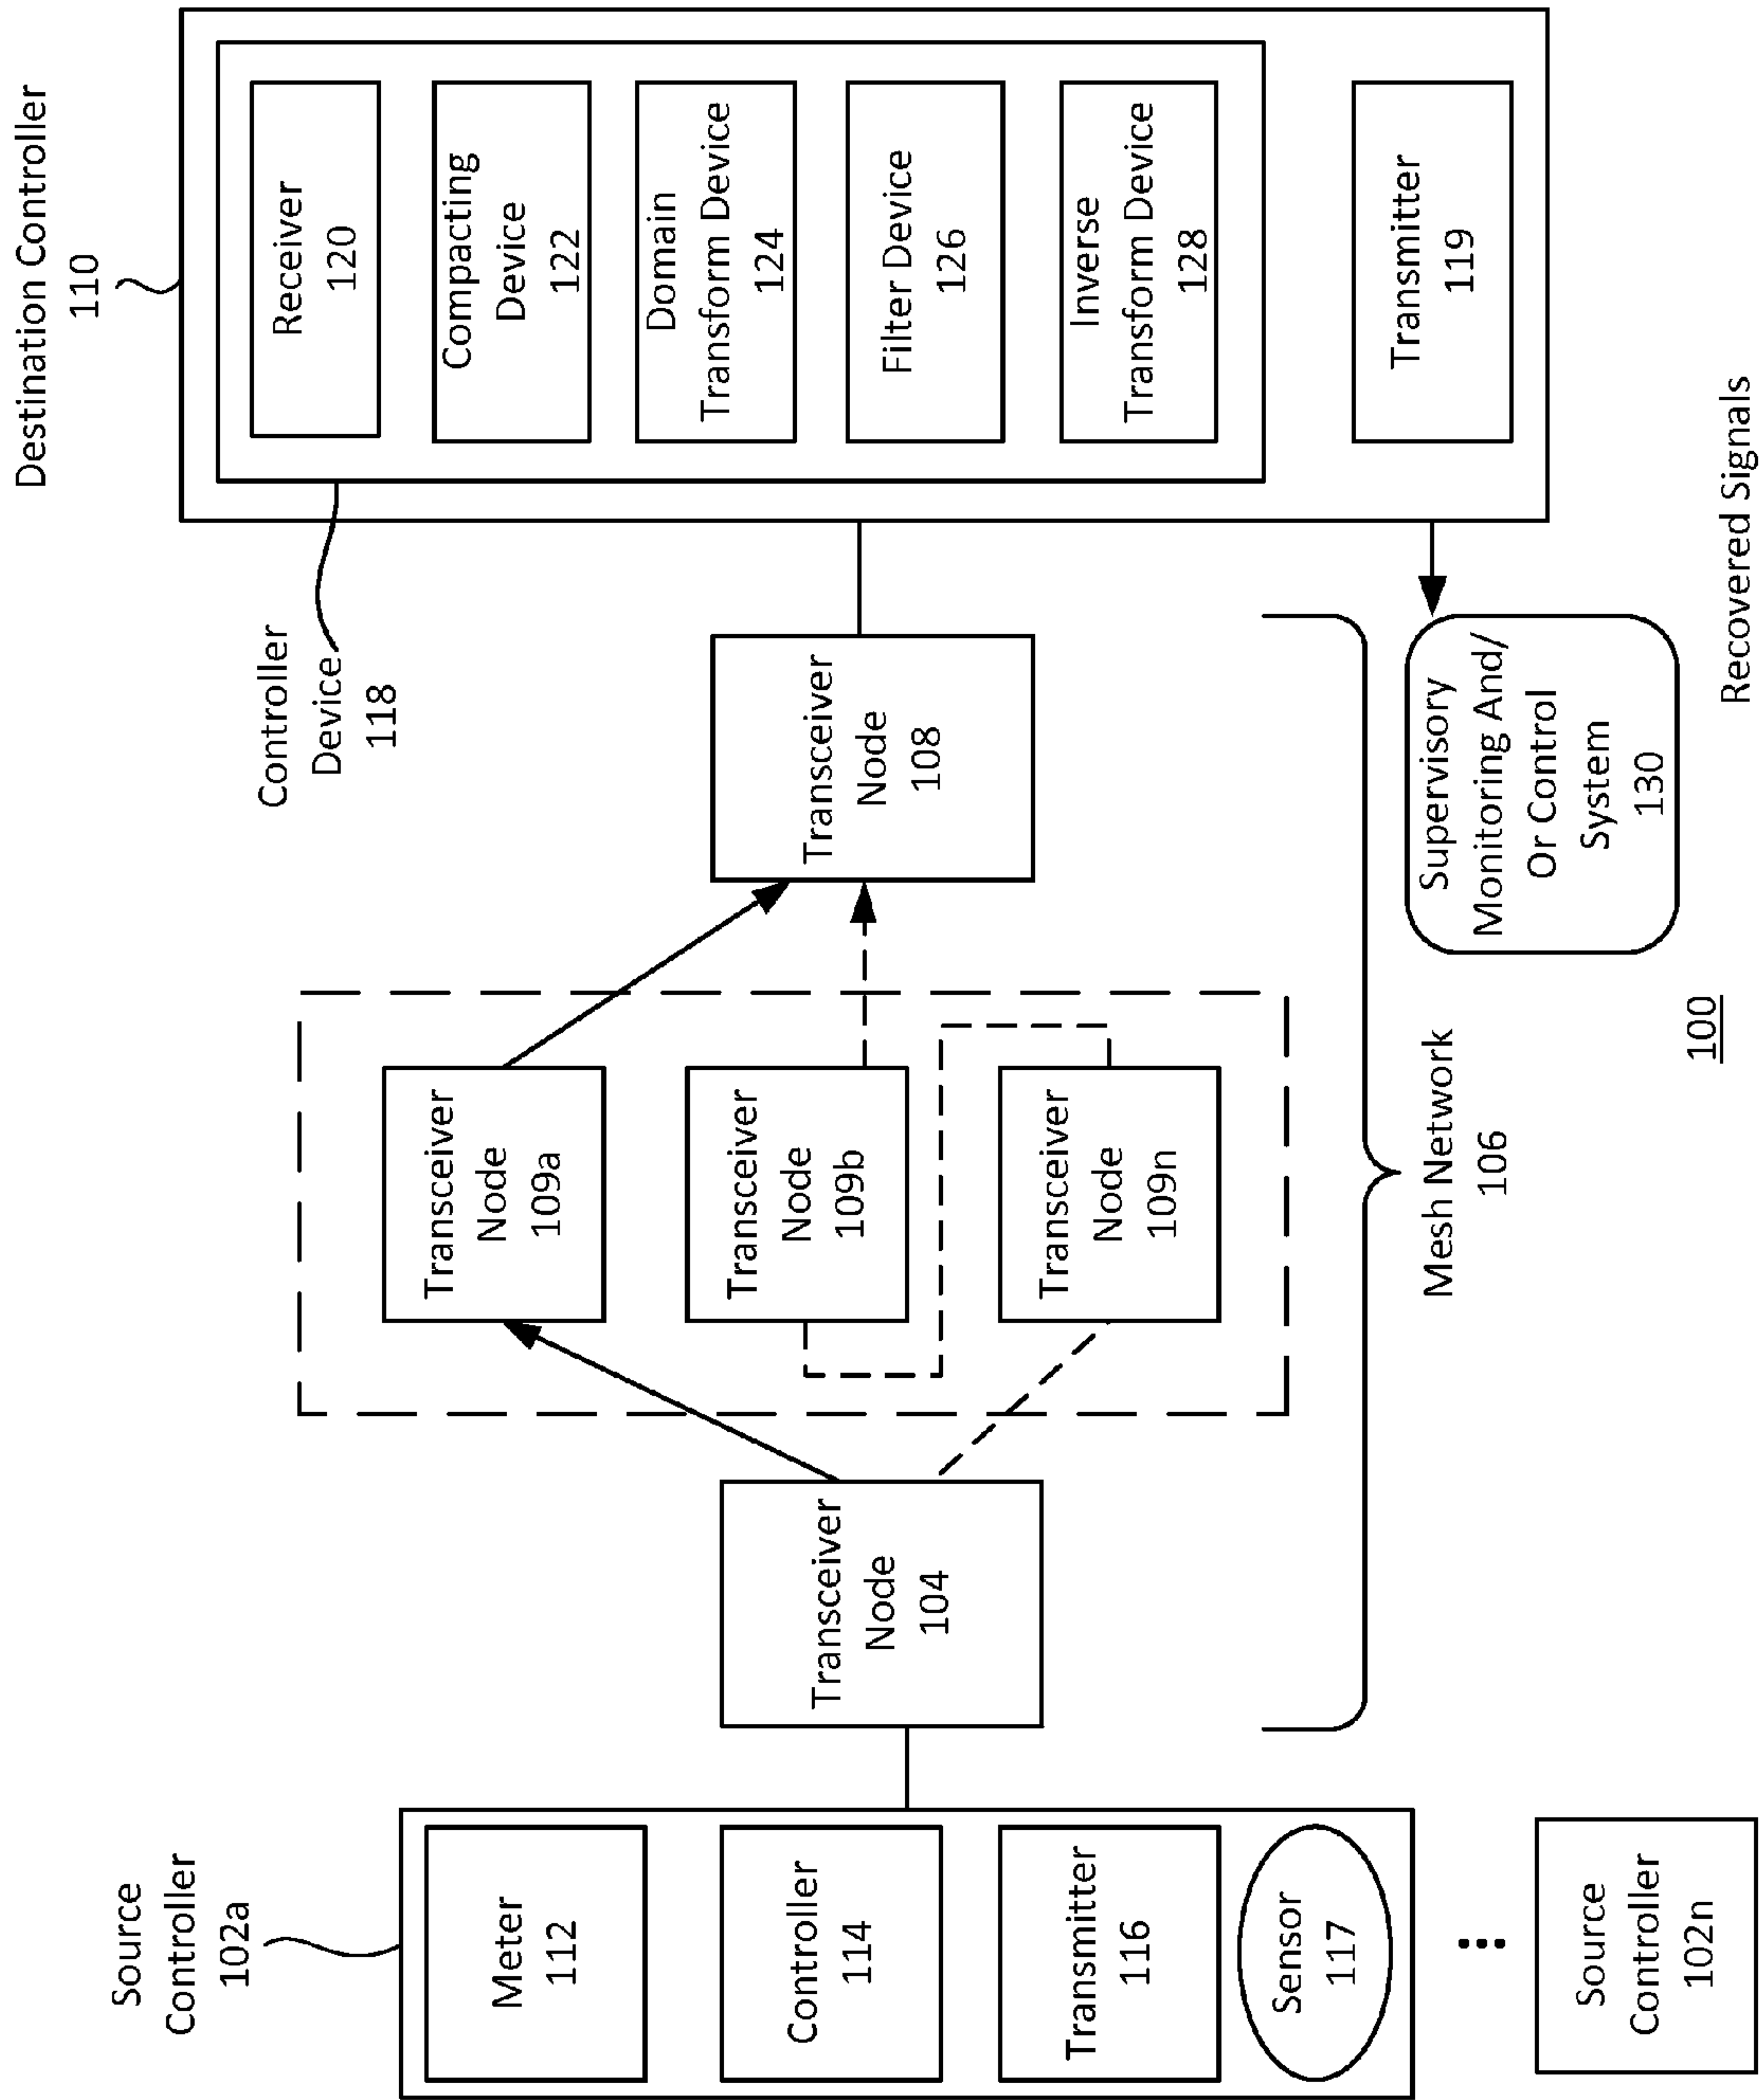 Source
Controller
102a
Meter
112
Controller
114
Transmitter
116
Sensor
117
...
Source
Controller
102n
Transceiver
Node
104
Transceiver
Node
109a
Transceiver
Node
109b
Transceiver
Node
109n
Transceiver
Node
108
Mesh Network
106
Controller
Device
118
Destination Controller
110
Receiver
120
Compacting
Device
122
Domain
Transform Device
124
Filter Device
126
Inverse
Transform Device
128
Transmitter
119
Supervisory
Monitoring And/
Or Control
System
130
Recovered Signals
100